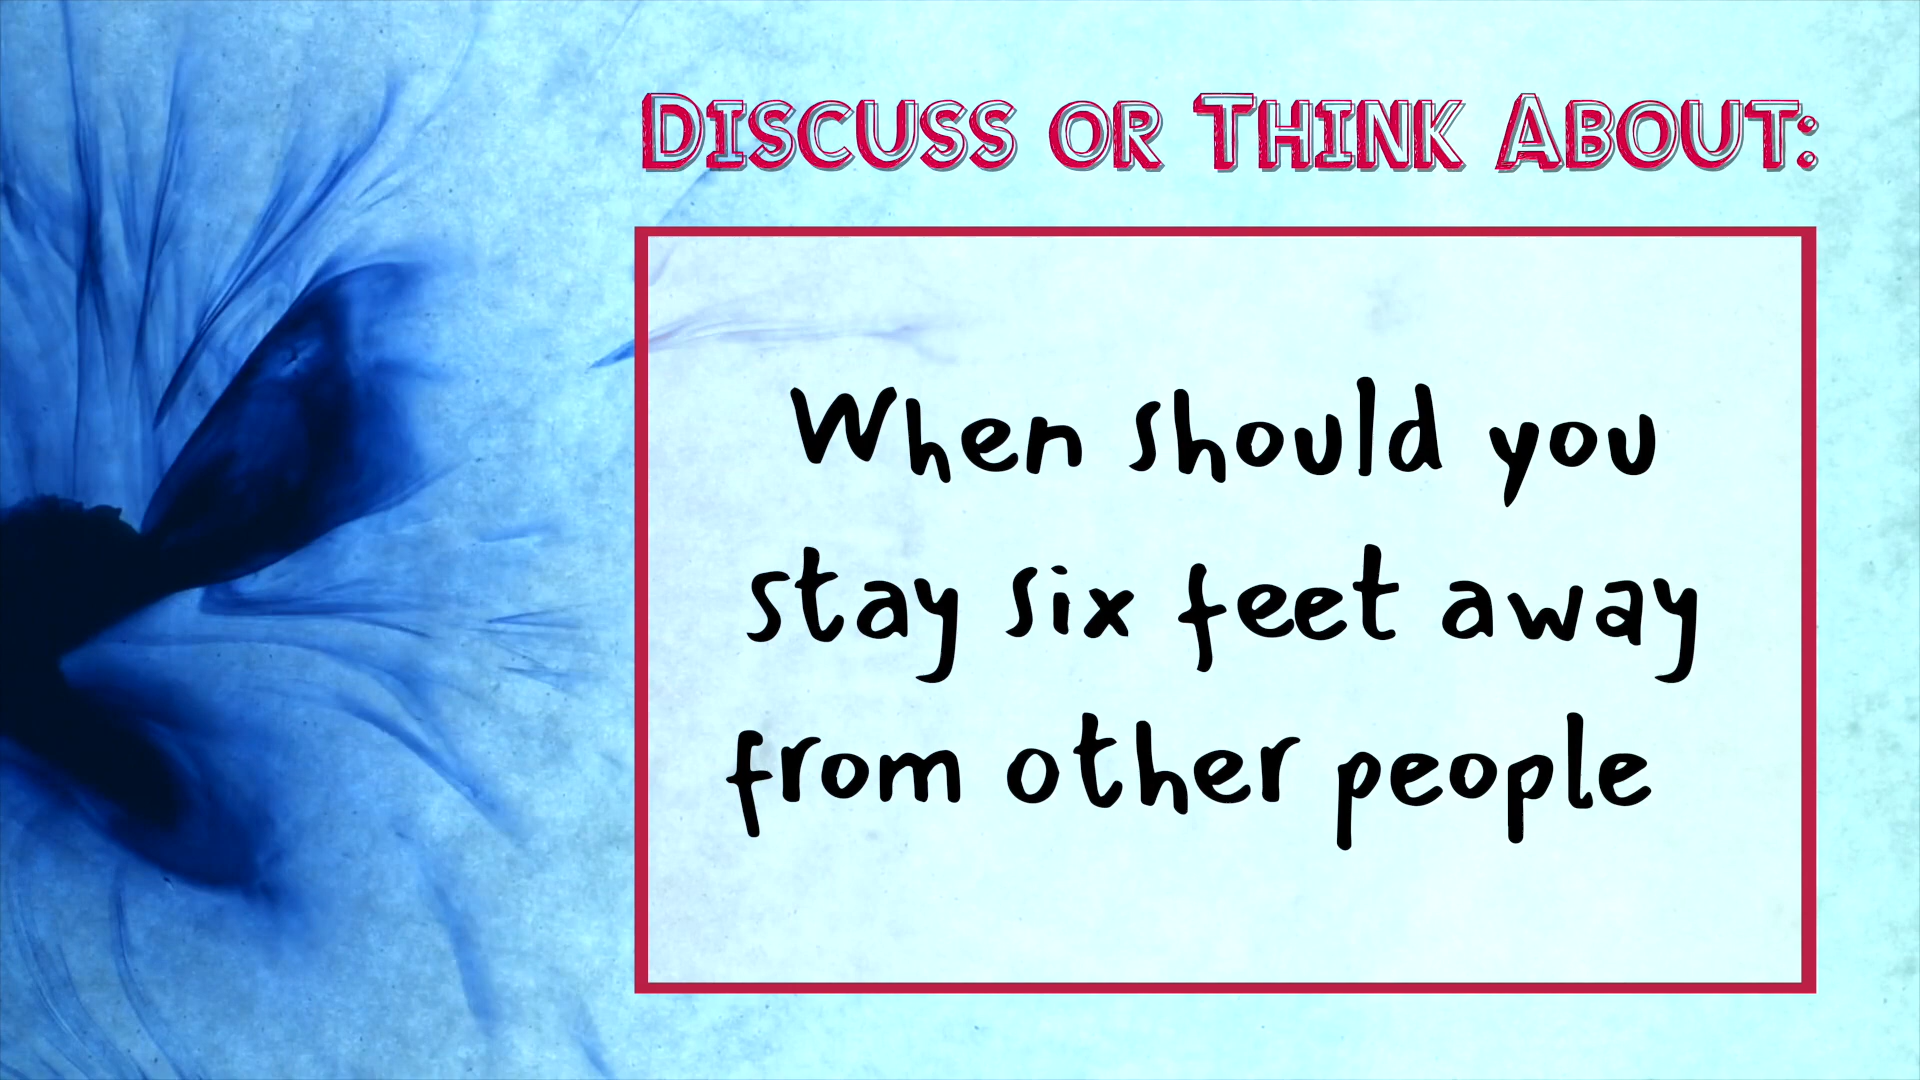 Discuss or Think About:
When should you
stay six feet away
from other people